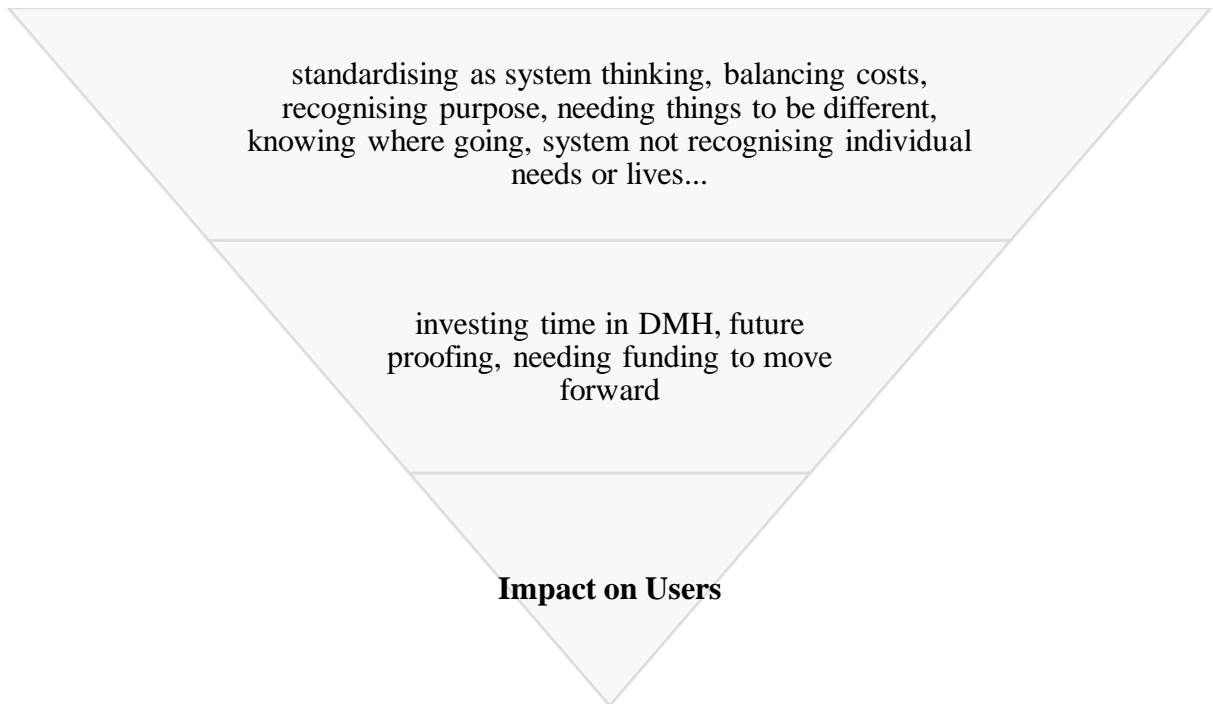 standardising as system thinking, balancing costs,
recognising purpose, needing things to be different,
knowing where going, system not recognising individual
needs or lives...
investing time in DMH, future
proofing, needing funding to move
forward
Impact on Users